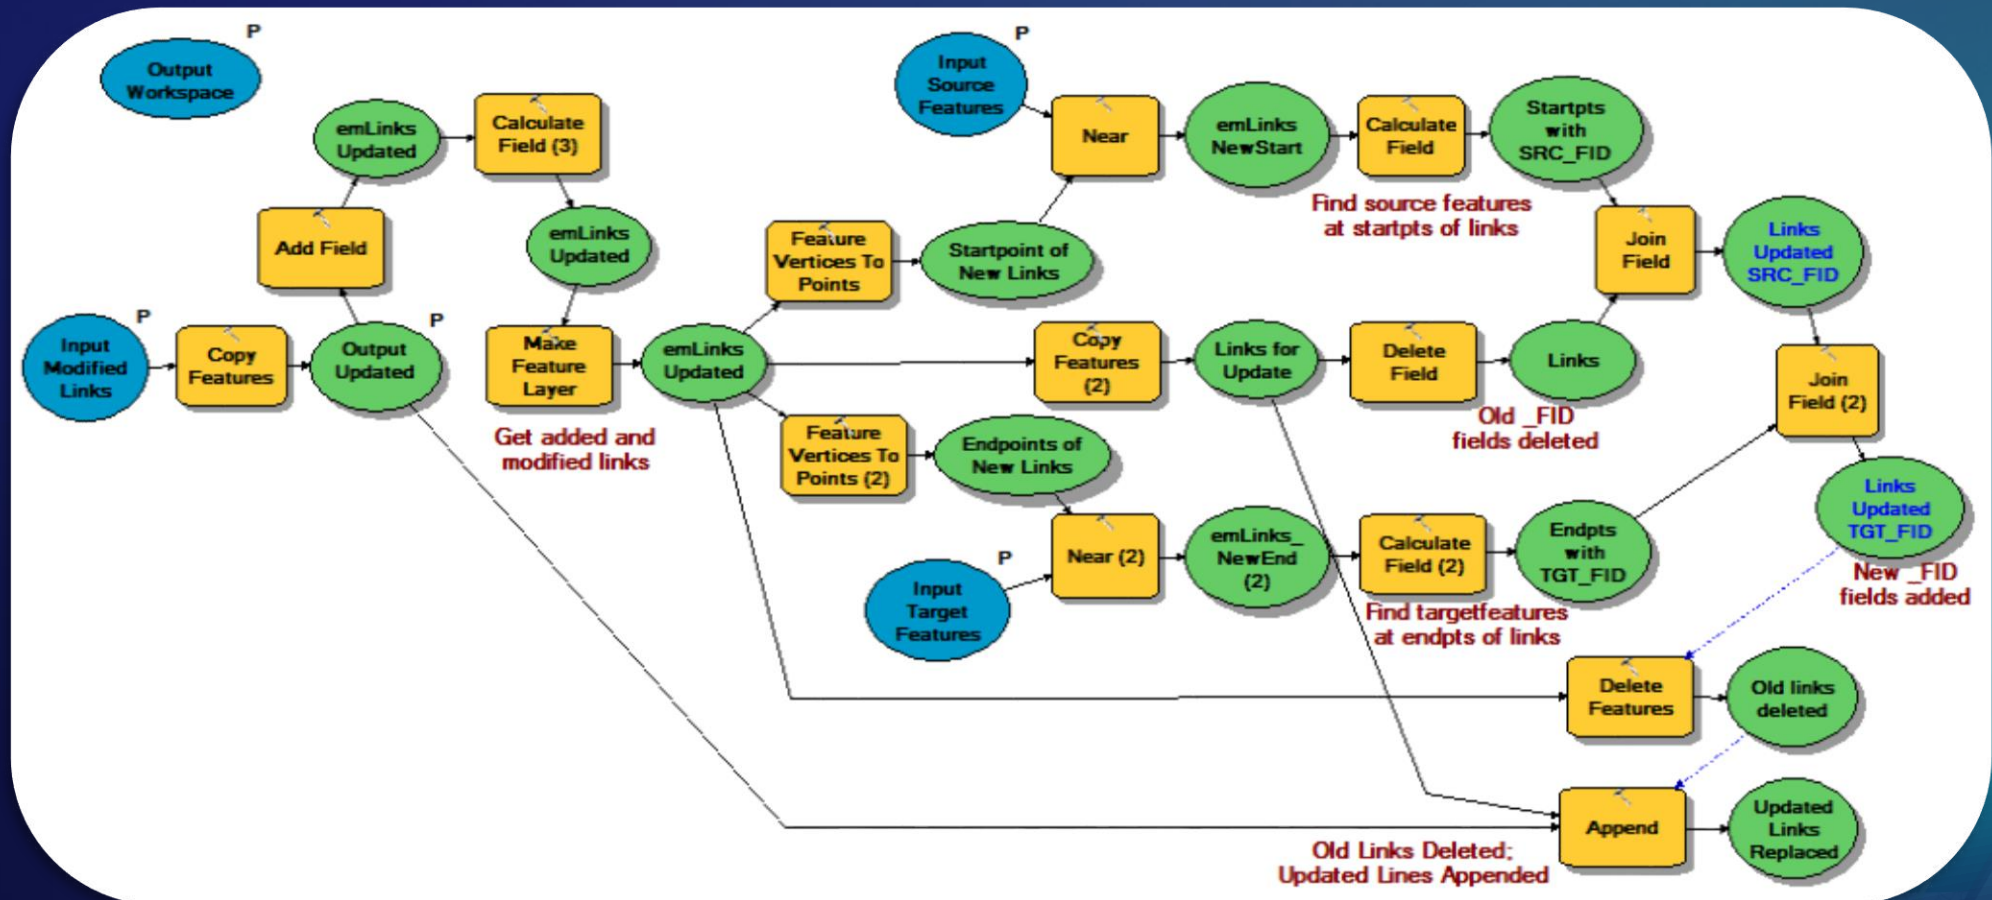 P
Output
Workspace
emLinks
Updated
Calculate
Field (3)
Add Field
emLinks
Updated
P
Input
Modified
Links
Copy
Features
P
Output
Updated
Make
Feature
Layer
Get added and
modified links
emLinks
Updated
P
Input
Source
Features
Near
emLinks
NewStart
Calculate
Field
Startpts
with
SRC_FID
Find source features
at startpts of links
Feature
Vertices To
Points
Startpoint of
New Links
Join
Field
Links
Updated
SRC_FID
Copy
Features
(2)
Links for
Update
Delete
Field
Links
Old _FID
fields deleted
Join
Field (2)
Feature
Vertices To
Points (2)
Endpoints of
New Links
P
Input
Target
Features
Near (2)
emLinks_
NewEnd
(2)
Calculate
Field (2)
Endpts
with
TGT_FID
Find targetfeatures
at endpts of links
Links
Updated
TGT_FID
New _FID
fields added
Delete
Features
Old links
deleted
Append
Updated
Links
Replaced
Old Links Deleted;
Updated Lines Appended